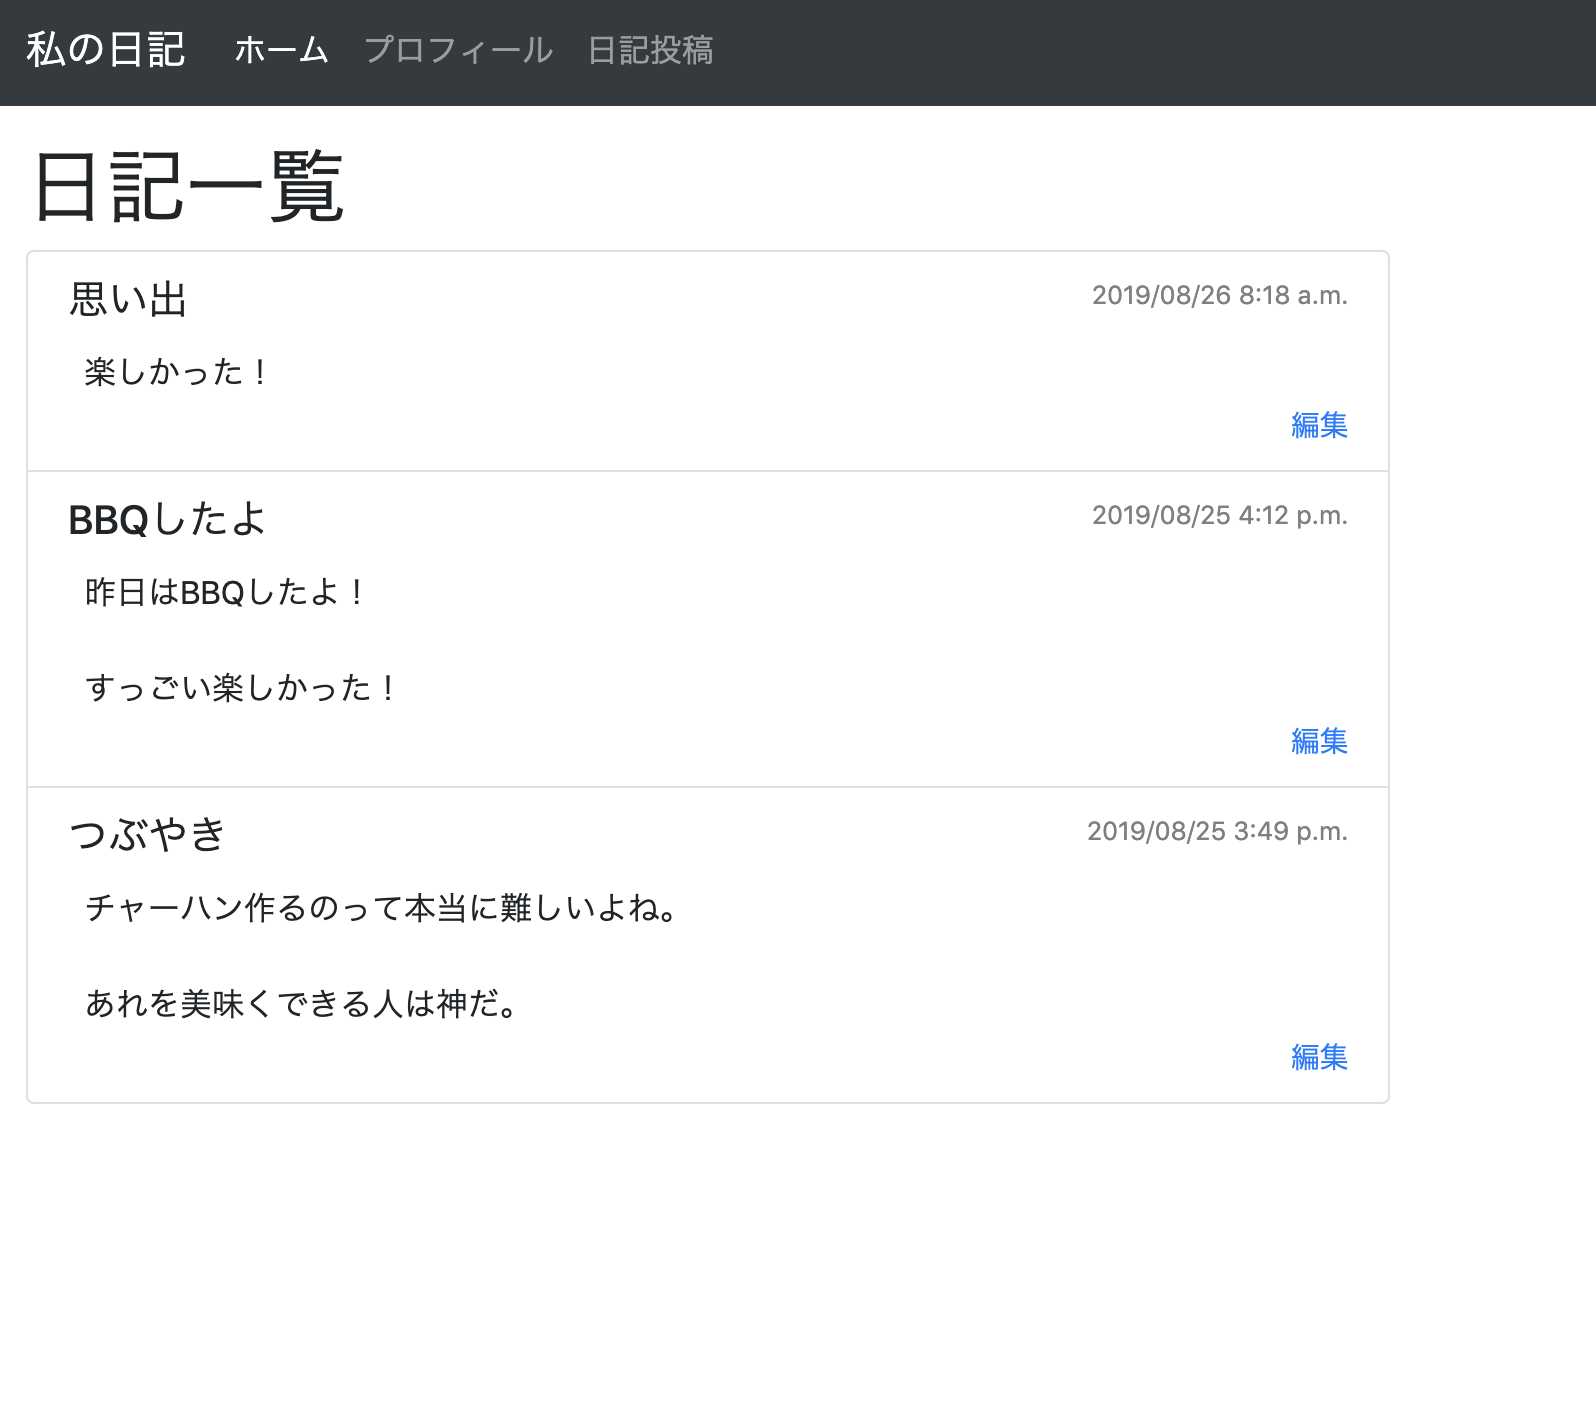 私の日記 ホーム プロフィール 日記投稿
日記一覧
思い出 2019/08/26 8:18 a.m.
楽しかった！
編集
BBQしたよ 2019/08/25 4:12 p.m.
昨日はBBQしたよ！
すっごい楽しかった！
編集
つぶやき 2019/08/25 3:49 p.m.
チャーハン作るのって本当に難しいよね。
あれを美味くできる人は神だ。
編集